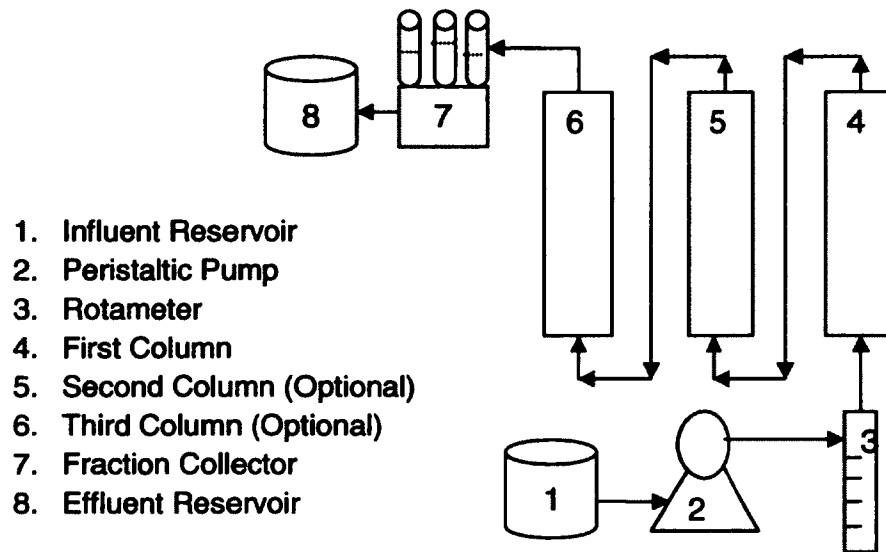 8
7
6
5
4
1. Influent Reservoir
2. Peristaltic Pump
3. Rotameter
4. First Column
5. Second Column (Optional)
6. Third Column (Optional)
7. Fraction Collector
8. Effluent Reservoir
1
2
3